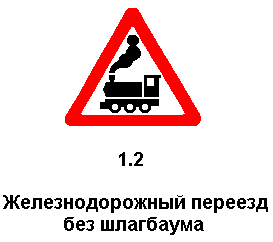 1.2
Железнодорожный переезд
без шлагбаума